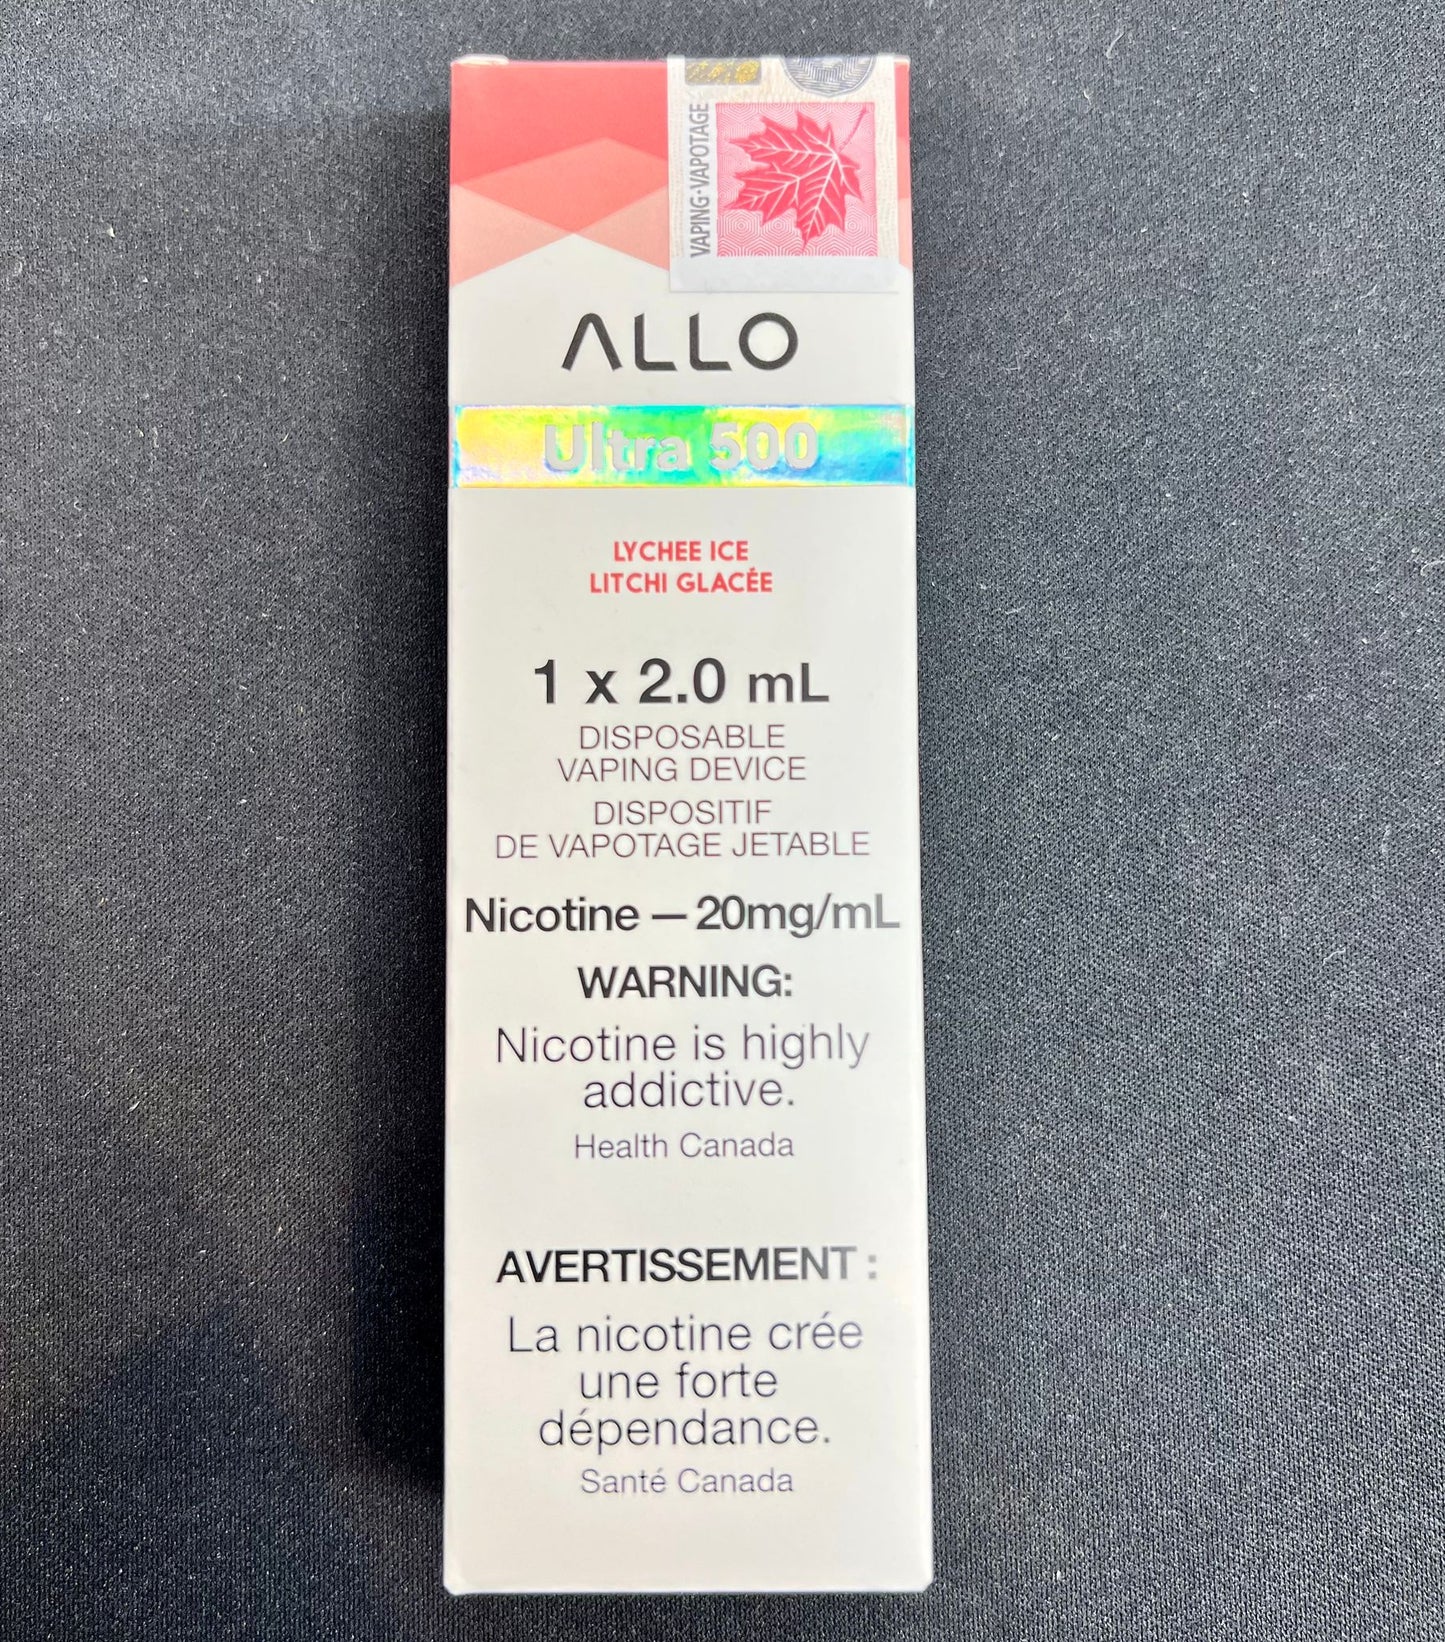 VAPING·VAPOTAGE
ALLO
Ultra 500
LYCHEE ICE
LITCHI GLACÉE
1 x 2.0 mL
DISPOSABLE
VAPING DEVICE
DISPOSITIF
DE VAPOTAGE JETABLE
Nicotine — 20mg/mL
WARNING:
Nicotine is highly
addictive.
Health Canada
AVERTISSEMENT :
La nicotine crée
une forte
dépendance.
Santé Canada